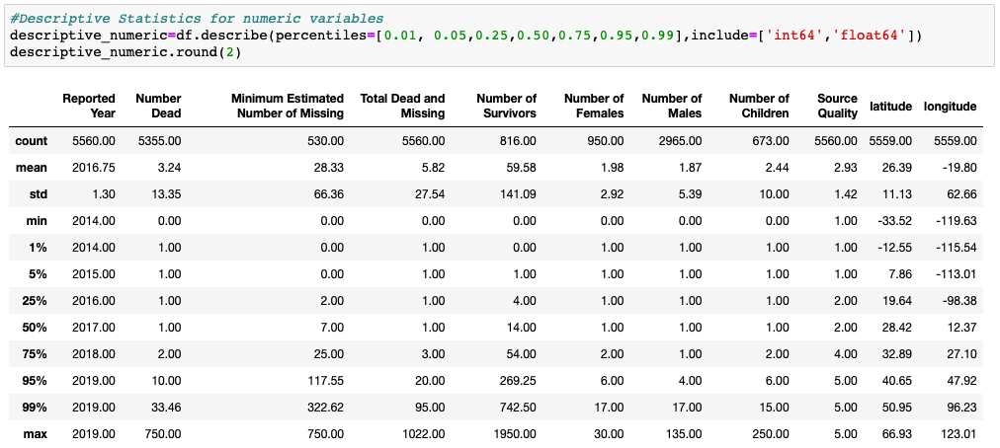 #Descriptive Statistics for numeric variables
descriptive_numeric=df.describe(percentiles=[0.01, 0.05,0.25,0.50,0.75,0.95,0.99],include=['int64','float64'])
descriptive_numeric.round(2)
Reported Year Number Dead Minimum Estimated Number of Missing Total Dead and Missing Number of Survivors Number of Females Number of Males Number of Children Source Quality latitude longitude
count 5560.00 5355.00 530.00 5560.00 816.00 950.00 2965.00 673.00 5560.00 5559.00 5559.00
mean 2016.75 3.24 28.33 5.82 59.58 1.98 1.87 2.44 2.93 26.39 -19.80
std 1.30 13.35 66.36 27.54 141.09 2.92 5.39 10.00 1.42 11.13 62.66
min 2014.00 0.00 0.00 0.00 0.00 0.00 0.00 0.00 1.00 -33.52 -119.63
1% 2014.00 1.00 0.00 1.00 0.00 1.00 1.00 1.00 1.00 -12.55 -115.54
5% 2015.00 1.00 0.00 1.00 1.00 1.00 1.00 1.00 1.00 7.86 -113.01
25% 2016.00 1.00 2.00 1.00 4.00 1.00 1.00 1.00 2.00 19.64 -98.38
50% 2017.00 1.00 7.00 1.00 14.00 1.00 1.00 1.00 2.00 28.42 12.37
75% 2018.00 2.00 25.00 3.00 54.00 2.00 1.00 2.00 4.00 32.89 27.10
95% 2019.00 10.00 117.55 20.00 269.25 6.00 4.00 6.00 5.00 40.65 47.92
99% 2019.00 33.46 322.62 95.00 742.50 17.00 17.00 15.00 5.00 50.95 96.23
max 2019.00 750.00 750.00 1022.00 1950.00 30.00 135.00 250.00 5.00 66.93 123.01